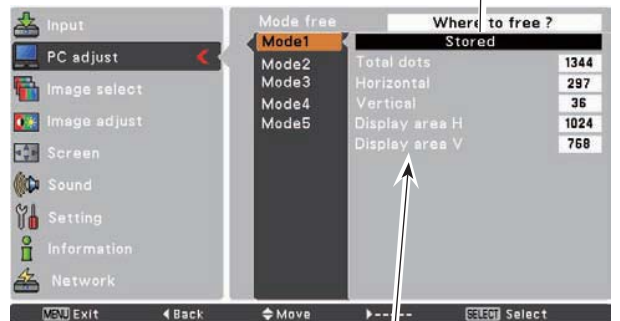 Input
PC adjust
Image select
Image adjust
Screen
Sound
Setting
Information
Network
Mode free
Where to free ?
Mode1
Mode2
Mode3
Mode4
Mode5
Stored
Total dots 1344
Horizontal 297
Vertical 36
Display area H 1024
Display area V 768
MENU Exit ◀Back ◆Move ▶----- SELECT Select